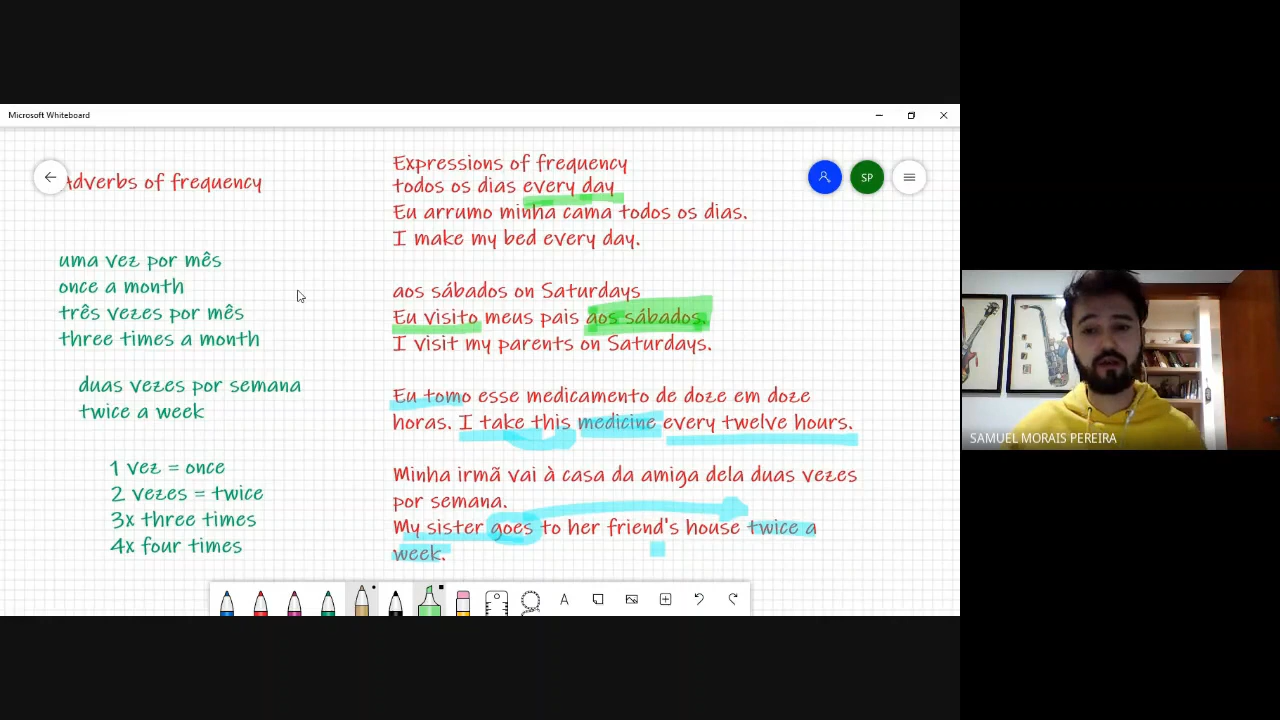 Microsoft Whiteboard
Adverbs of frequency
uma vez por mês
once a month
três vezes por mês
three times a month
duas vezes por semana
twice a week
1 vez = once
2 vezes = twice
3x three times
4x four times
Expressions of frequency
todos os dias every day
Eu arrumo minha cama todos os dias.
I make my bed every day.
aos sábados on Saturdays
Eu visito meus pais aos sábados.
I visit my parents on Saturdays.
Eu tomo esse medicamento de doze em doze
horas. I take this medicine every twelve hours.
Minha irmã vai à casa da amiga dela duas vezes
por semana.
My sister goes to her friend's house twice a
week.
SP
A
SAMUEL MORAIS PEREIRA